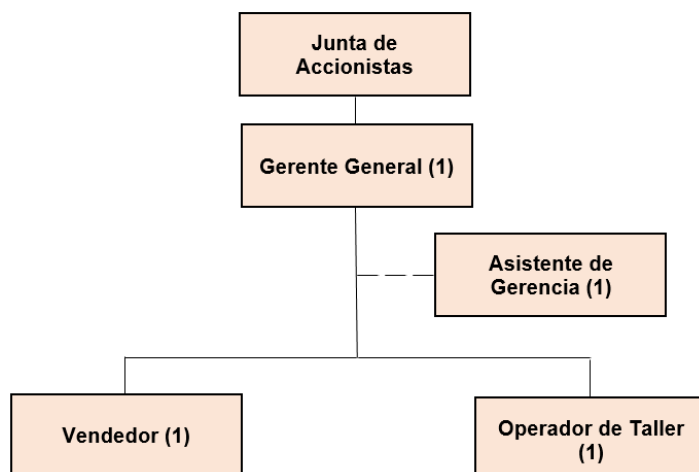 Junta de
Accionistas
Gerente General (1)
Asistente de
Gerencia (1)
Vendedor (1)
Operador de Taller
(1)